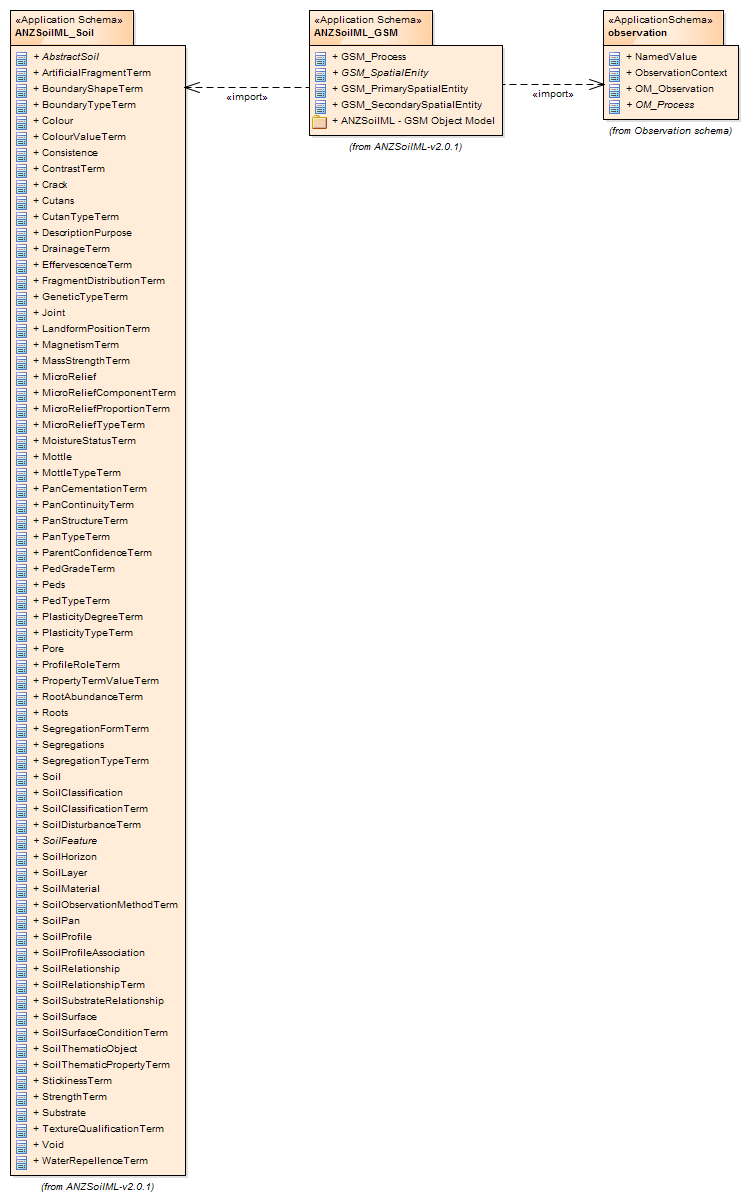 «Application Schema»
ANZSoilML_Soil
+ AbstractSoil
+ ArtificialFragmentTerm
+ BoundaryShapeTerm
+ BoundaryTypeTerm
+ Colour
+ ColourValueTerm
+ Consistence
+ ContrastTerm
+ Crack
+ Cutans
+ CutanTypeTerm
+ DescriptionPurpose
+ DrainageTerm
+ EffervescenceTerm
+ FragmentDistributionTerm
+ GeneticTypeTerm
+ Joint
+ LandformPositionTerm
+ MagnetismTerm
+ MassStrengthTerm
+ MicroRelief
+ MicroReliefComponentTerm
+ MicroReliefProportionTerm
+ MicroReliefTypeTerm
+ MoistureStatusTerm
+ Mottle
+ MottleTypeTerm
+ PanCementationTerm
+ PanContinuityTerm
+ PanStructureTerm
+ PanTypeTerm
+ ParentConfidenceTerm
+ PedGradeTerm
+ Peds
+ PedTypeTerm
+ PlasticityDegreeTerm
+ PlasticityTypeTerm
+ Pore
+ ProfileRoleTerm
+ PropertyTermValueTerm
+ RootAbundanceTerm
+ Roots
+ SegregationFormTerm
+ Segregations
+ SegregationTypeTerm
+ Soil
+ SoilClassification
+ SoilClassificationTerm
+ SoilDisturbanceTerm
+ SoilFeature
+ SoilHorizon
+ SoilLayer
+ SoilMaterial
+ SoilObservationMethodTerm
+ SoilPan
+ SoilProfile
+ SoilProfileAssociation
+ SoilRelationship
+ SoilRelationshipTerm
+ SoilSubstrateRelationship
+ SoilSurface
+ SoilSurfaceConditionTerm
+ SoilThematicObject
+ SoilThematicPropertyTerm
+ StickinessTerm
+ StrengthTerm
+ Substrate
+ TextureQualificationTerm
+ Void
+ WaterRepellenceTerm
(from ANZSoilML-v2.0.1)
«import»
«Application Schema»
ANZSoilML_GSM
+ GSM_Process
+ GSM_SpatialEnity
+ GSM_PrimarySpatialEntity
+ GSM_SecondarySpatialEntity
+ ANZSoilML - GSM Object Model
(from ANZSoilML-v2.0.1)
«import»
«ApplicationSchema»
observation
+ NamedValue
+ ObservationContext
+ OM_Observation
+ OM_Process
(from Observation schema)